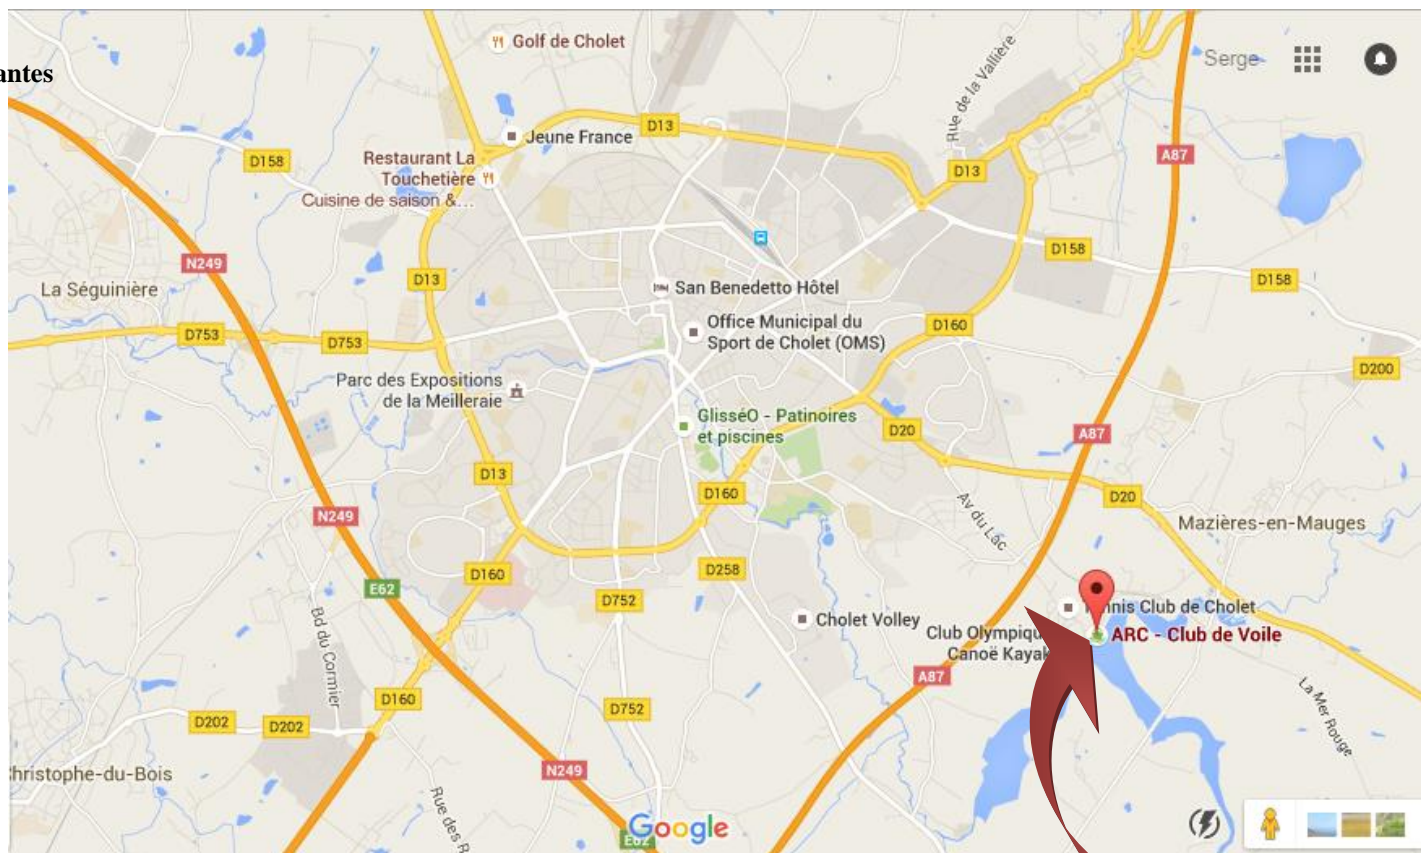 antes
Golf de Cholet
Serge
Rue de la Vallière
Jeune France
D13
D158
Restaurant La
Touchetière
Cuisine de saison &...
A87
D13
D158
N249
D13
La Séguinière
San Benedetto Hôtel
D158
Office Municipal du
Sport de Cholet (OMS)
D753
D753
D160
D200
Parc des Expositions
de la Meilleraie
GlisséO - Patinoires
et piscines
D20
A87
D13
D160
D20
Av du Lac
N249
Mazières-en-Mauges
D160
D258
E62
D752
Tennis Club de Cholet
Cholet Volley
Club Olympiqu
Canoë Kayak
ARC - Club de Voile
Bd du Cormier
A87
D160
D752
La Mer Rouge
D202
D202
hristophe-du-Bois
N249
Rue des R
Google
E62